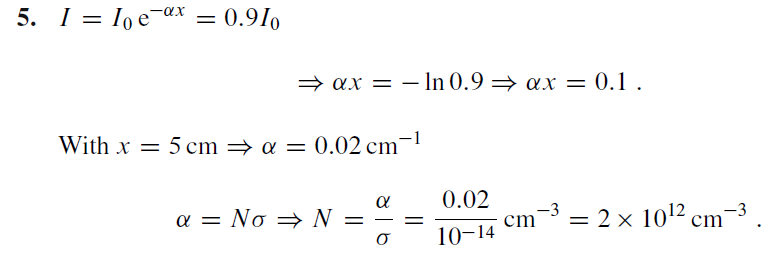 5. I = I₀ e^{−αx} = 0.9I₀
⇒ αx = − ln 0.9 ⇒ αx = 0.1 .
With x = 5 cm ⇒ α = 0.02 cm⁻¹
α = Nσ ⇒ N = α/σ = 0.02/10⁻¹⁴ cm⁻³ = 2 × 10¹² cm⁻³ .